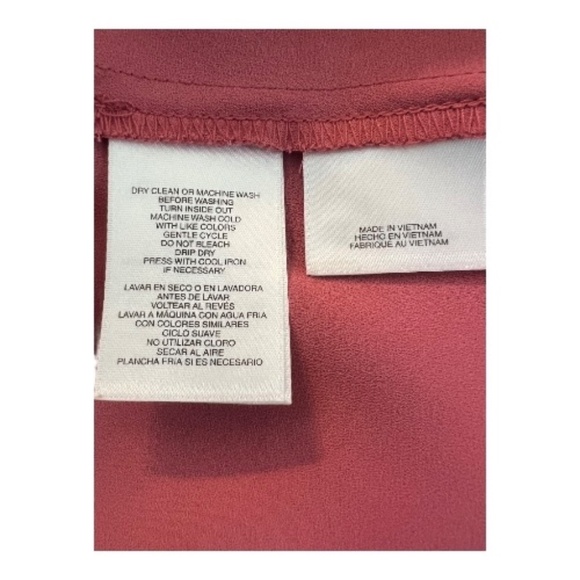 DRY CLEAN OR MACHINE WASH
BEFORE WASHING
TURN INSIDE OUT
MACHINE WASH COLD
WITH LIKE COLORS
GENTLE CYCLE
DO NOT BLEACH
DRIP DRY
PRESS WITH COOL IRON
IF NECESSARY
LAVAR EN SECO O EN LAVADORA
ANTES DE LAVAR
VOLTEAR AL REVÉS
LAVAR A MÁQUINA CON AGUA FRIA
CON COLORES SIMILARES
CICLO SUAVE
NO UTILIZAR CLORO
SECAR AL AIRE
PLANCHA FRIA SI ES NECESARIO
MADE IN VIETNAM
HECHO EN VIETNAM
FABRIQUE AU VIETNAM